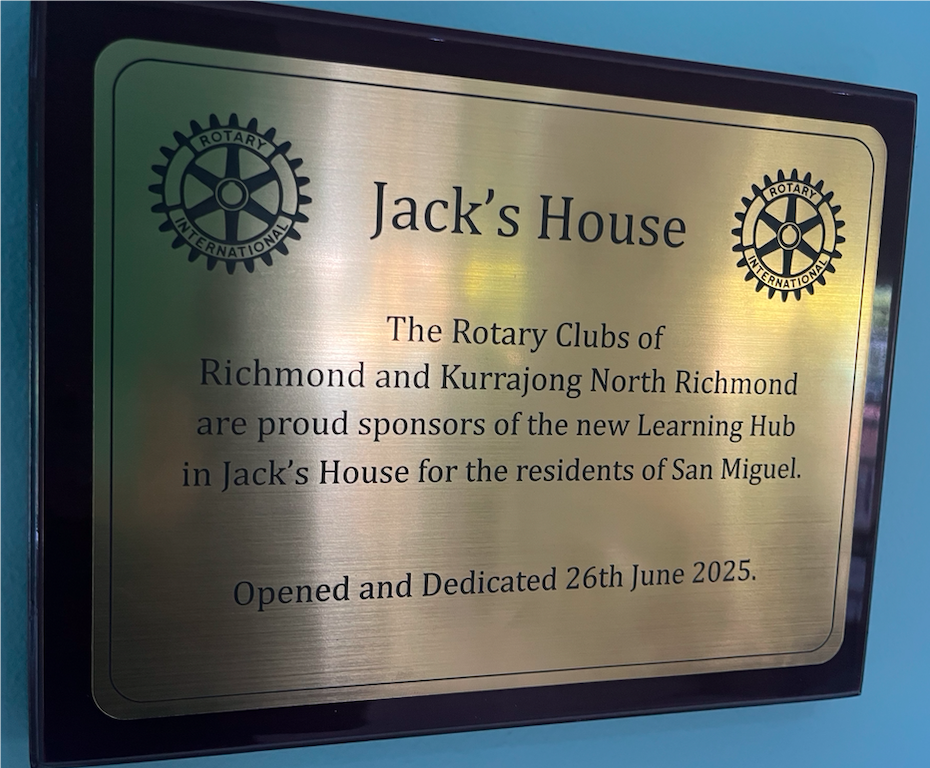 ROTARY
INTERNATIONAL
Jack's House
ROTARY
INTERNATIONAL
The Rotary Clubs of
Richmond and Kurrajong North Richmond
are proud sponsors of the new Learning Hub
in Jack's House for the residents of San Miguel.
Opened and Dedicated 26th June 2025.